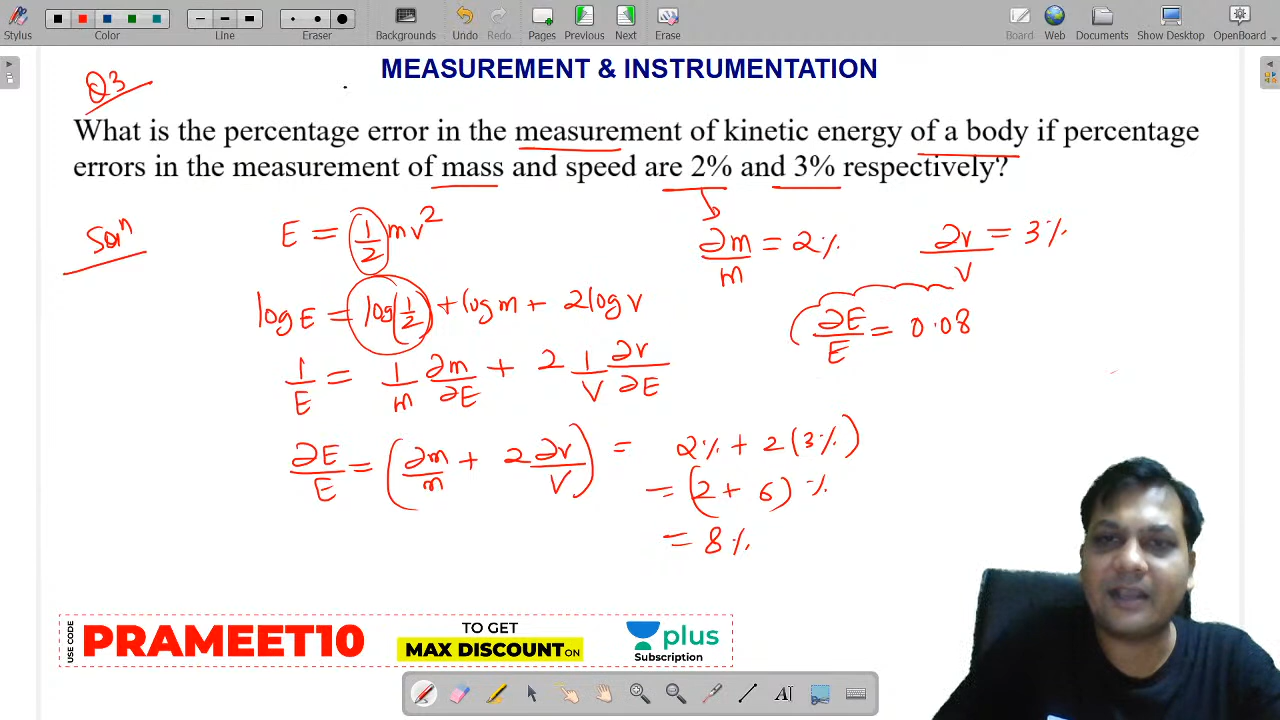 Stylus
Color
Line
Eraser
Backgrounds
Undo
Redo
Pages
Previous
Next
Erase
Board
Web
Documents
Show Desktop
OpenBoard
MEASUREMENT & INSTRUMENTATION
Q3
What is the percentage error in the measurement of kinetic energy of a body if percentage
errors in the measurement of mass and speed are 2% and 3% respectively?
Solⁿ
E = 1/2 mv²
∂m/m = 2%
∂v/v = 3%
log E = log(1/2) + log m + 2 log v
∂E/E = 0.08
1/E = 1/m ∂m/∂E + 2 1/v ∂v/∂E
∂E/E = (∂m/m + 2 ∂v/v) = 2% + 2(3%)
= (2 + 6) %
= 8%
USE CODE
PRAMEET10
TO GET
MAX DISCOUNT ON
plus
Subscription